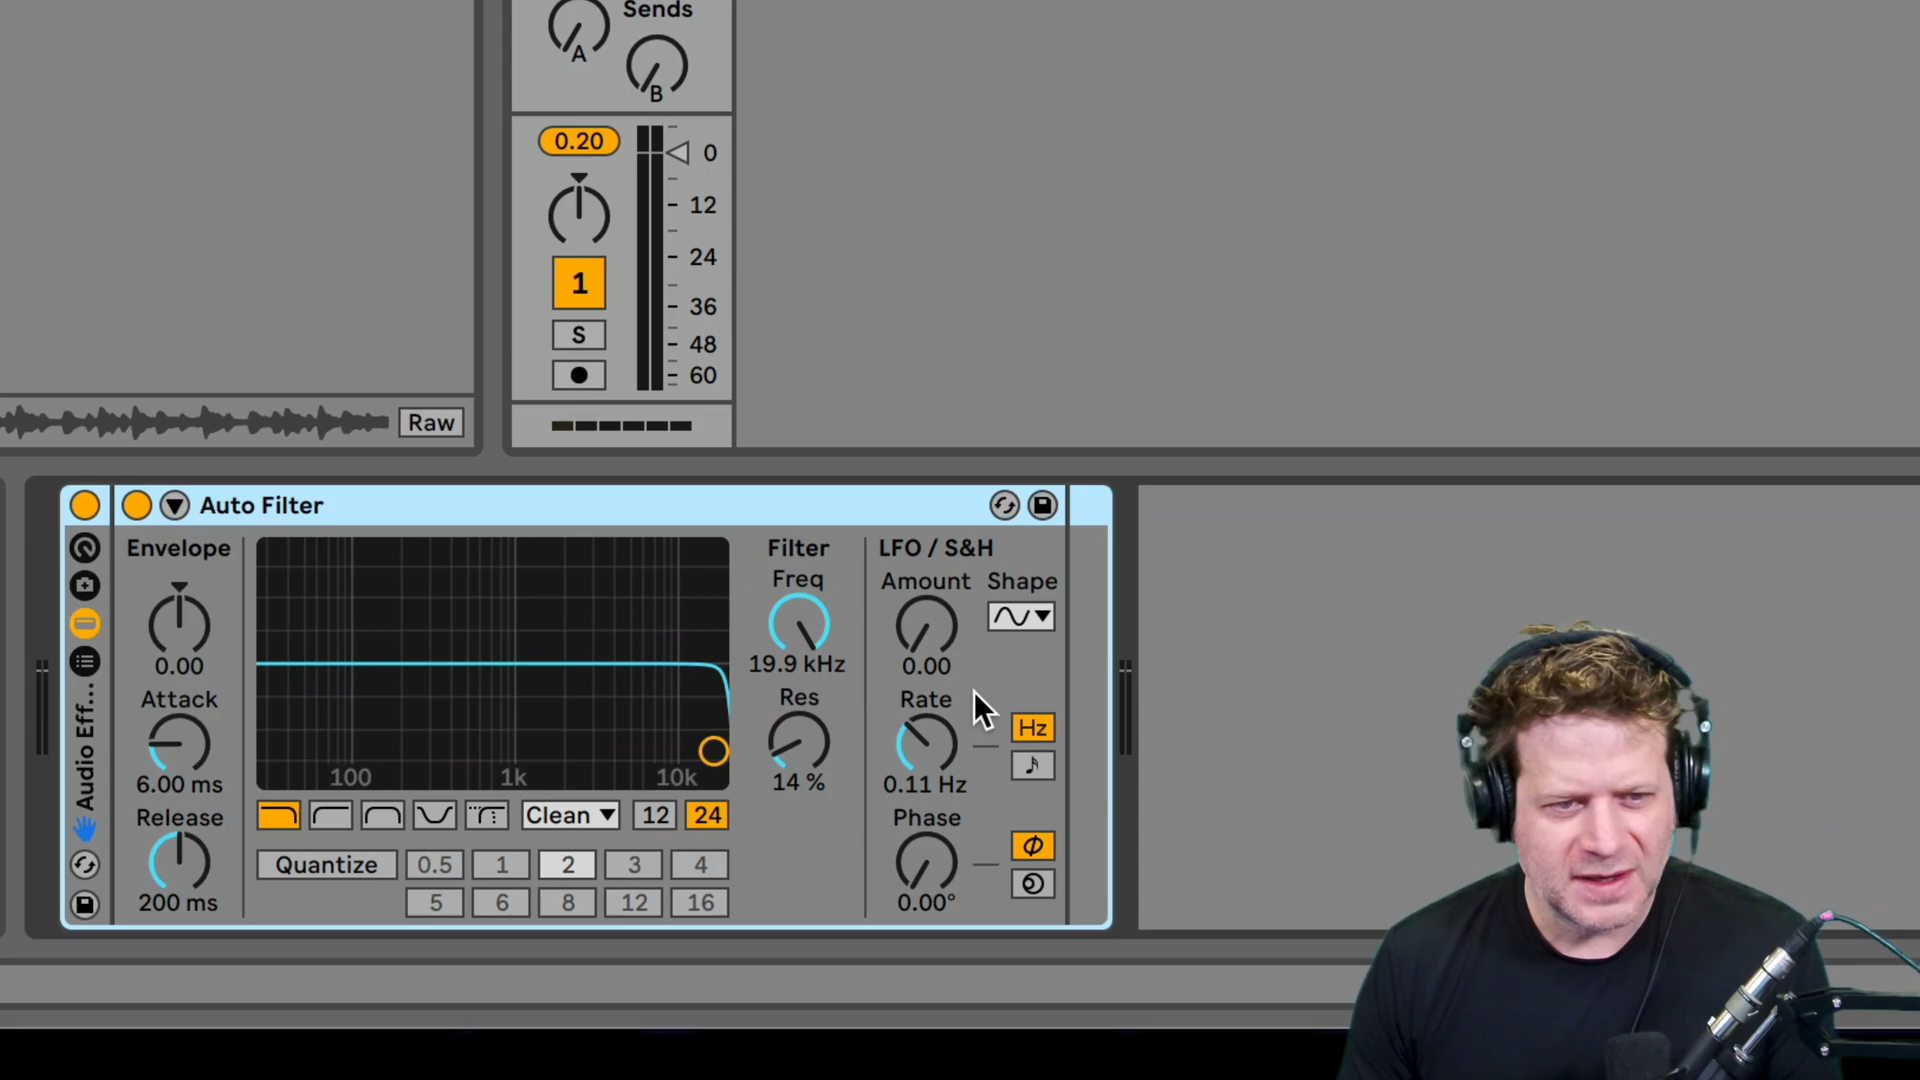 Sends
A
B
0.20
0
12
24
1
36
S
48
60
Raw
Auto Filter
Envelope
Filter
LFO / S&H
Freq
Amount
Shape
0.00
19.9 kHz
0.00
Attack
Res
Rate
Hz
100
1k
10k
6.00 ms
14 %
0.11 Hz
Release
Clean
12
24
Phase
Quantize
0.5
1
2
3
4
200 ms
5
6
8
12
16
0.00°
Audio Eff...